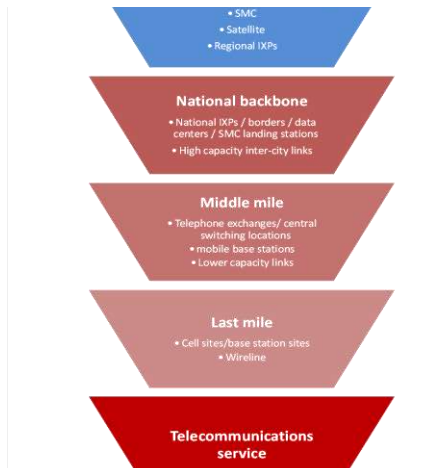 • SMC
• Satellite
• Regional IXPs
National backbone
• National IXPs / borders / data
centers / SMC landing stations
• High capacity inter-city links
Middle mile
• Telephone exchanges/ central
switching locations
• mobile base stations
• Lower capacity links
Last mile
• Cell sites/base station sites
• Wireline
Telecommunications
service